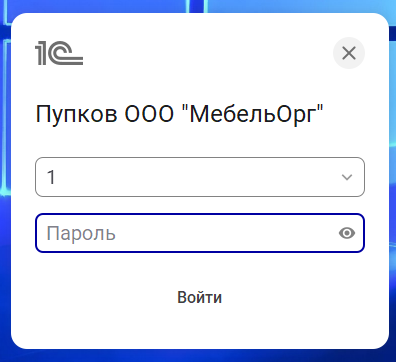 1С
Пупков ООО "МебельОрг"
1
Пароль
Войти